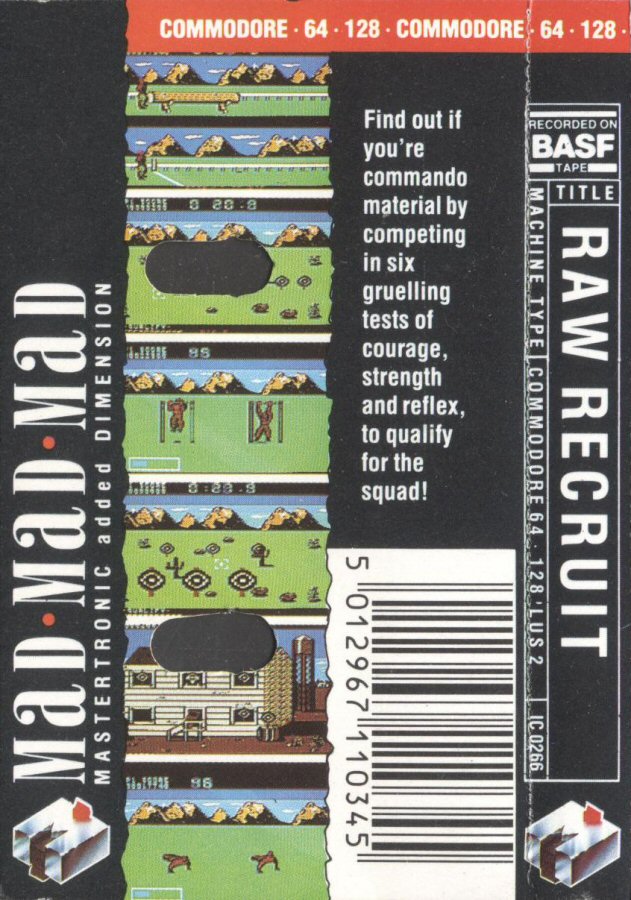 COMMODORE · 64 · 128 · COMMODORE · 64 · 128 ·
Find out if
you're
commando
material by
competing
in six
gruelling
tests of
courage,
strength
and reflex,
to qualify
for the
squad!
MAD·MAD·MAD
MASTERTRONIC added DIMENSION
5 012967 110345
RECORDED ON
BASF
TAPE
TITLE
RAW RECRUIT
MACHINE TYPE COMMODORE 64 · 128
IC 0266